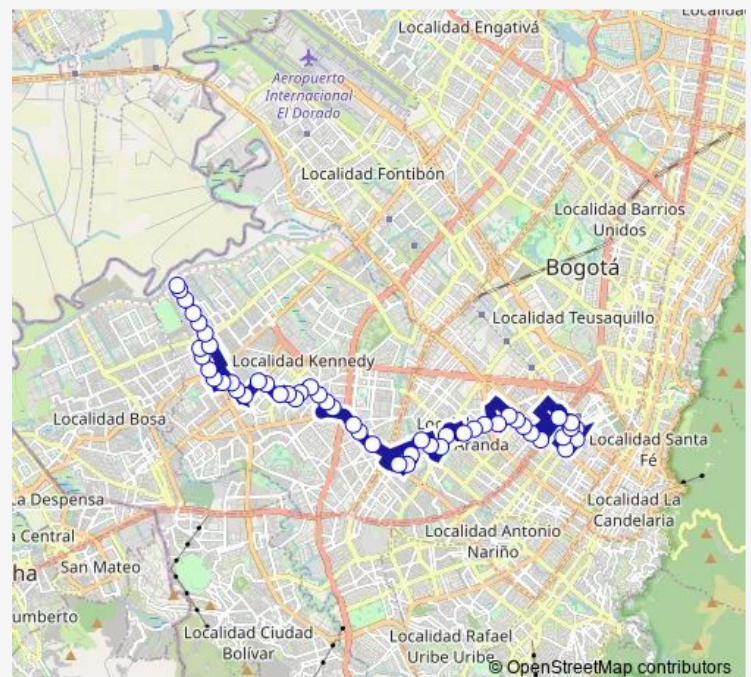 Localidad Engativá
Aeropuerto
Internacional
El Dorado
Localidad Fontibón
Localidad Barrios
Unidos
Bogotá
Localidad Teusaquillo
Localidad Kennedy
Localidad Bosa
Aranda
Localidad Santa
Fé
a Despensa
Localidad La
Candelaria
a Central
Localidad Antonio
Nariño
ha
San Mateo
umberto
Localidad Ciudad
Bolívar
Localidad Rafael
Uribe Uribe
© OpenStreetMap contributors